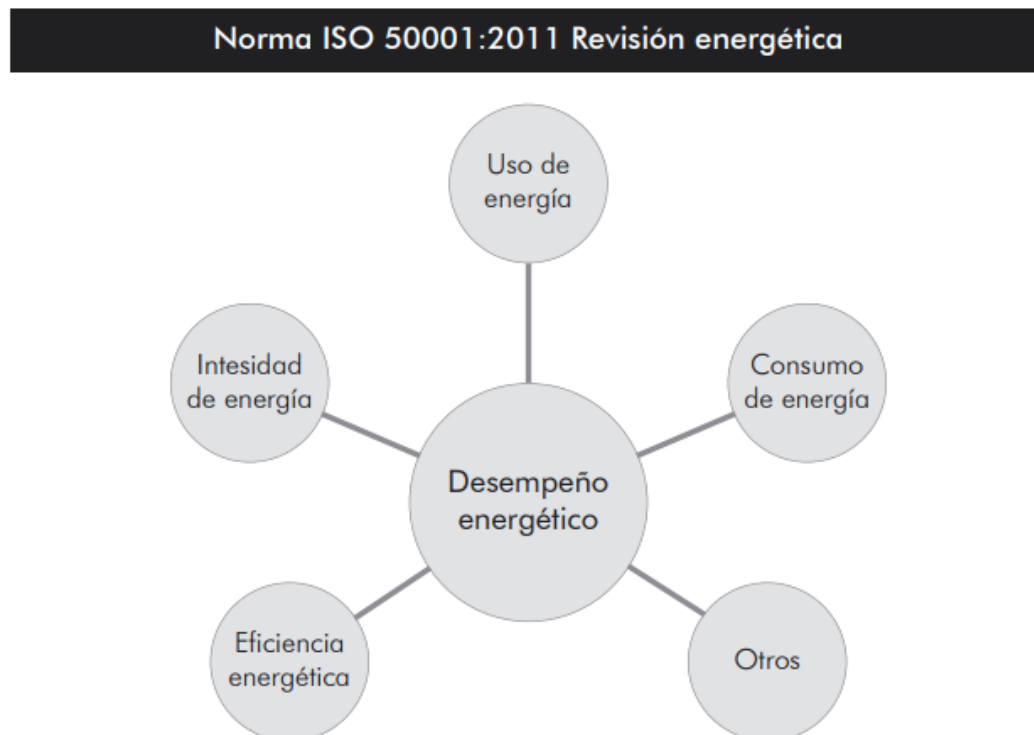 Norma ISO 50001:2011 Revisión energética
Uso de
energía
Intesidad
de energía
Consumo
de energía
Desempeño
energético
Eficiencia
energética
Otros